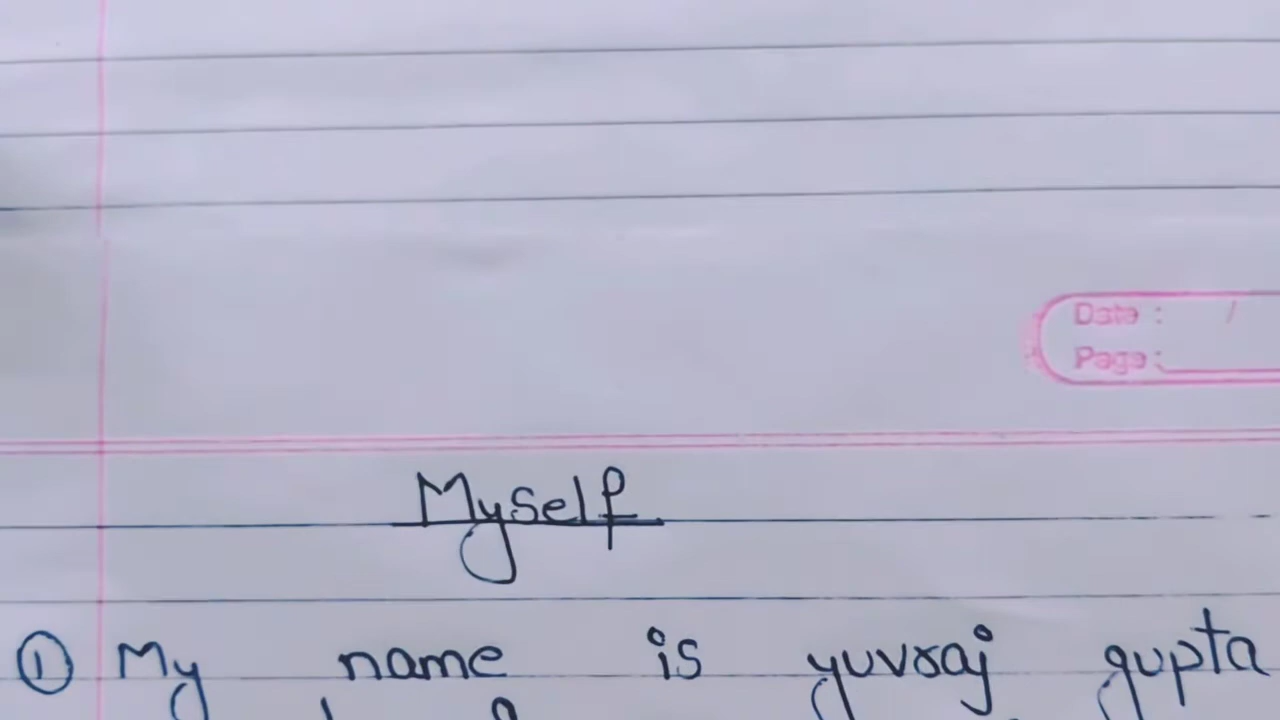 Date : /
Page :
Myself
① My name is yuvraj gupta